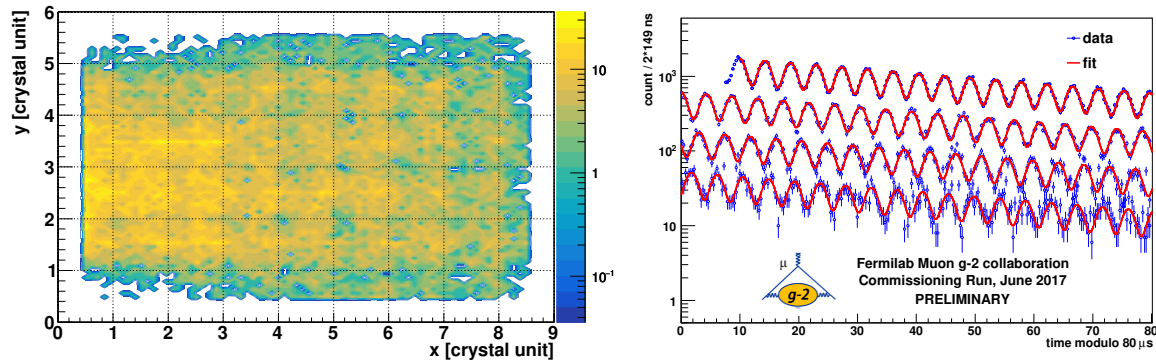 y [crystal unit]
6
5
4
3
2
1
0
0 1 2 3 4 5 6 7 8 9
x [crystal unit]
10
1
10⁻¹
count / 2*149 ns
10³
10²
10
1
data
fit
μ
g-2
Fermilab Muon g-2 collaboration
Commissioning Run, June 2017
PRELIMINARY
0 10 20 30 40 50 60 70 80
time modulo 80 μs